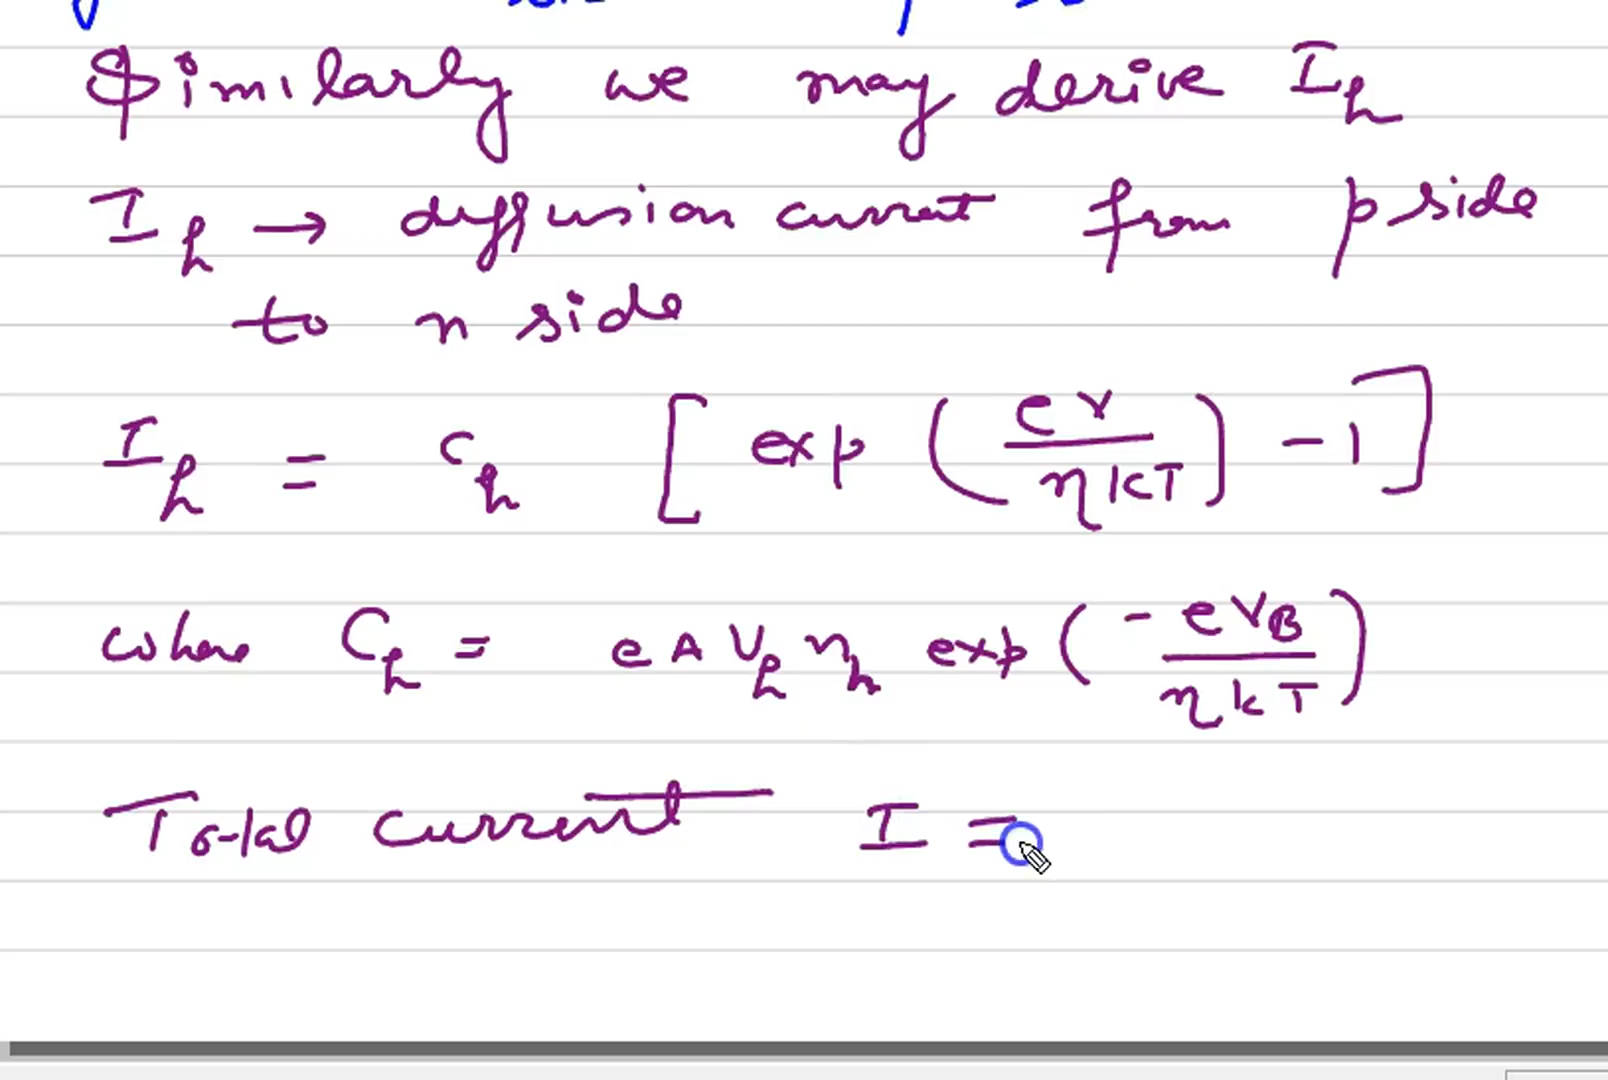 Similarly we may derive I_h
I_h → diffusion current from p side
to n side
I_h = C_h [ exp ( eV / ηkT ) - 1 ]
where C_h = e A V_h n_h exp ( - eV_B / ηkT )
Total current I =